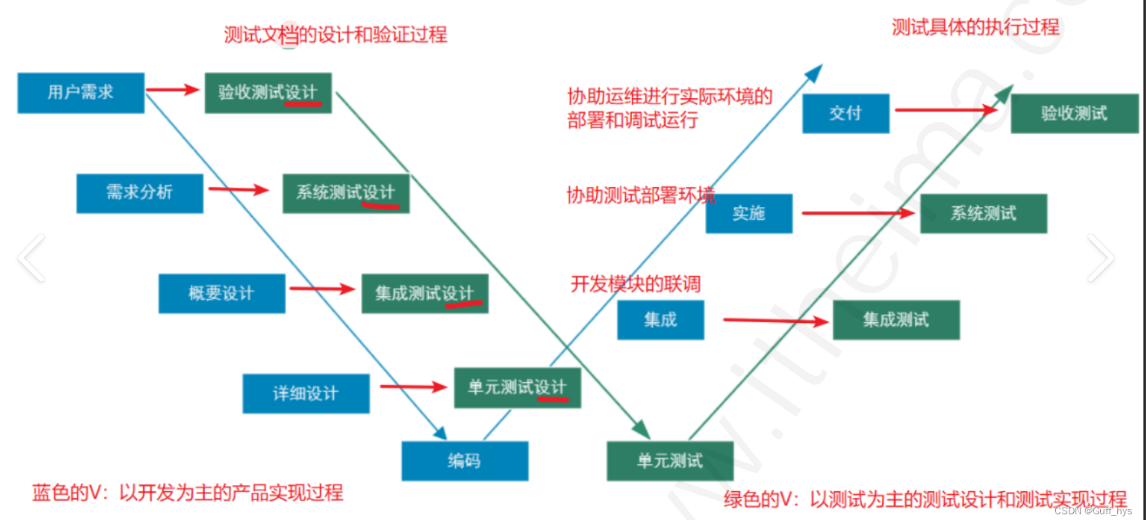 测试文档的设计和验证过程
测试具体的执行过程
用户需求
验收测试设计
协助运维进行实际环境的
部署和调试运行
交付
验收测试
需求分析
系统测试设计
协助测试部署环境
实施
系统测试
概要设计
集成测试设计
开发模块的联调
集成
集成测试
详细设计
单元测试设计
编码
单元测试
蓝色的V：以开发为主的产品实现过程
绿色的V：以测试为主的测试设计和测试实现过程
www.itheima.co
CSDN @Guff_hys